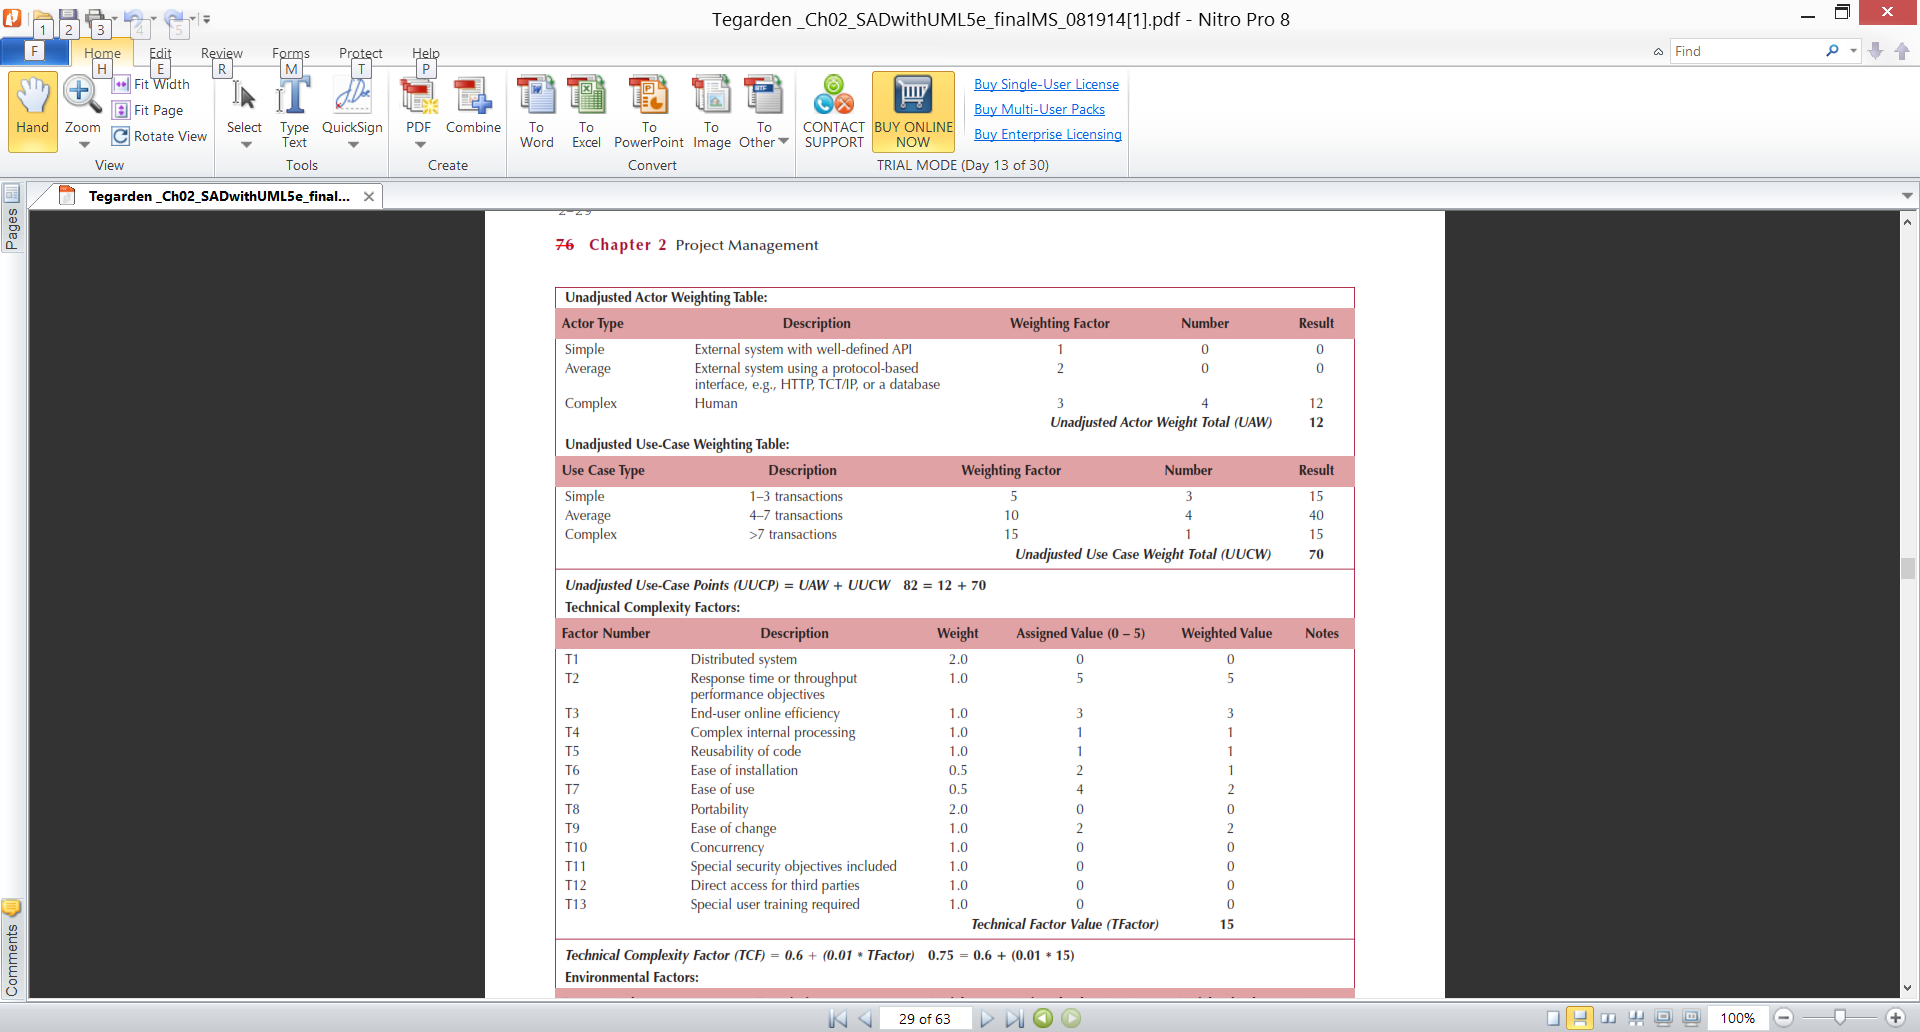 Tegarden _Ch02_SADwithUML5e_finalMS_081914[1].pdf - Nitro Pro 8
1 2 3 4 5
F Home Edit Review Forms Protect Help
H E R M T P
Find
Hand
Zoom
Fit Width
Fit Page
Rotate View
View
Select
Type Text
QuickSign
Tools
PDF
Combine
Create
To Word
To Excel
To PowerPoint
To Image
To Other
Convert
CONTACT SUPPORT
BUY ONLINE NOW
Buy Single-User License
Buy Multi-User Packs
Buy Enterprise Licensing
TRIAL MODE (Day 13 of 30)
Tegarden _Ch02_SADwithUML5e_final...
Pages
2–29
76 Chapter 2 Project Management
Unadjusted Actor Weighting Table:
Actor Type Description Weighting Factor Number Result
Simple External system with well-defined API 1 0 0
Average External system using a protocol-based 2 0 0
interface, e.g., HTTP, TCT/IP, or a database
Complex Human 3 4 12
Unadjusted Actor Weight Total (UAW) 12
Unadjusted Use-Case Weighting Table:
Use Case Type Description Weighting Factor Number Result
Simple 1–3 transactions 5 3 15
Average 4–7 transactions 10 4 40
Complex >7 transactions 15 1 15
Unadjusted Use Case Weight Total (UUCW) 70
Unadjusted Use-Case Points (UUCP) = UAW + UUCW 82 = 12 + 70
Technical Complexity Factors:
Factor Number Description Weight Assigned Value (0 – 5) Weighted Value Notes
T1 Distributed system 2.0 0 0
T2 Response time or throughput 1.0 5 5
performance objectives
T3 End-user online efficiency 1.0 3 3
T4 Complex internal processing 1.0 1 1
T5 Reusability of code 1.0 1 1
T6 Ease of installation 0.5 2 1
T7 Ease of use 0.5 4 2
T8 Portability 2.0 0 0
T9 Ease of change 1.0 2 2
T10 Concurrency 1.0 0 0
T11 Special security objectives included 1.0 0 0
T12 Direct access for third parties 1.0 0 0
T13 Special user training required 1.0 0 0
Technical Factor Value (TFactor) 15
Technical Complexity Factor (TCF) = 0.6 + (0.01 * TFactor) 0.75 = 0.6 + (0.01 * 15)
Environmental Factors:
Comments
29 of 63
100%